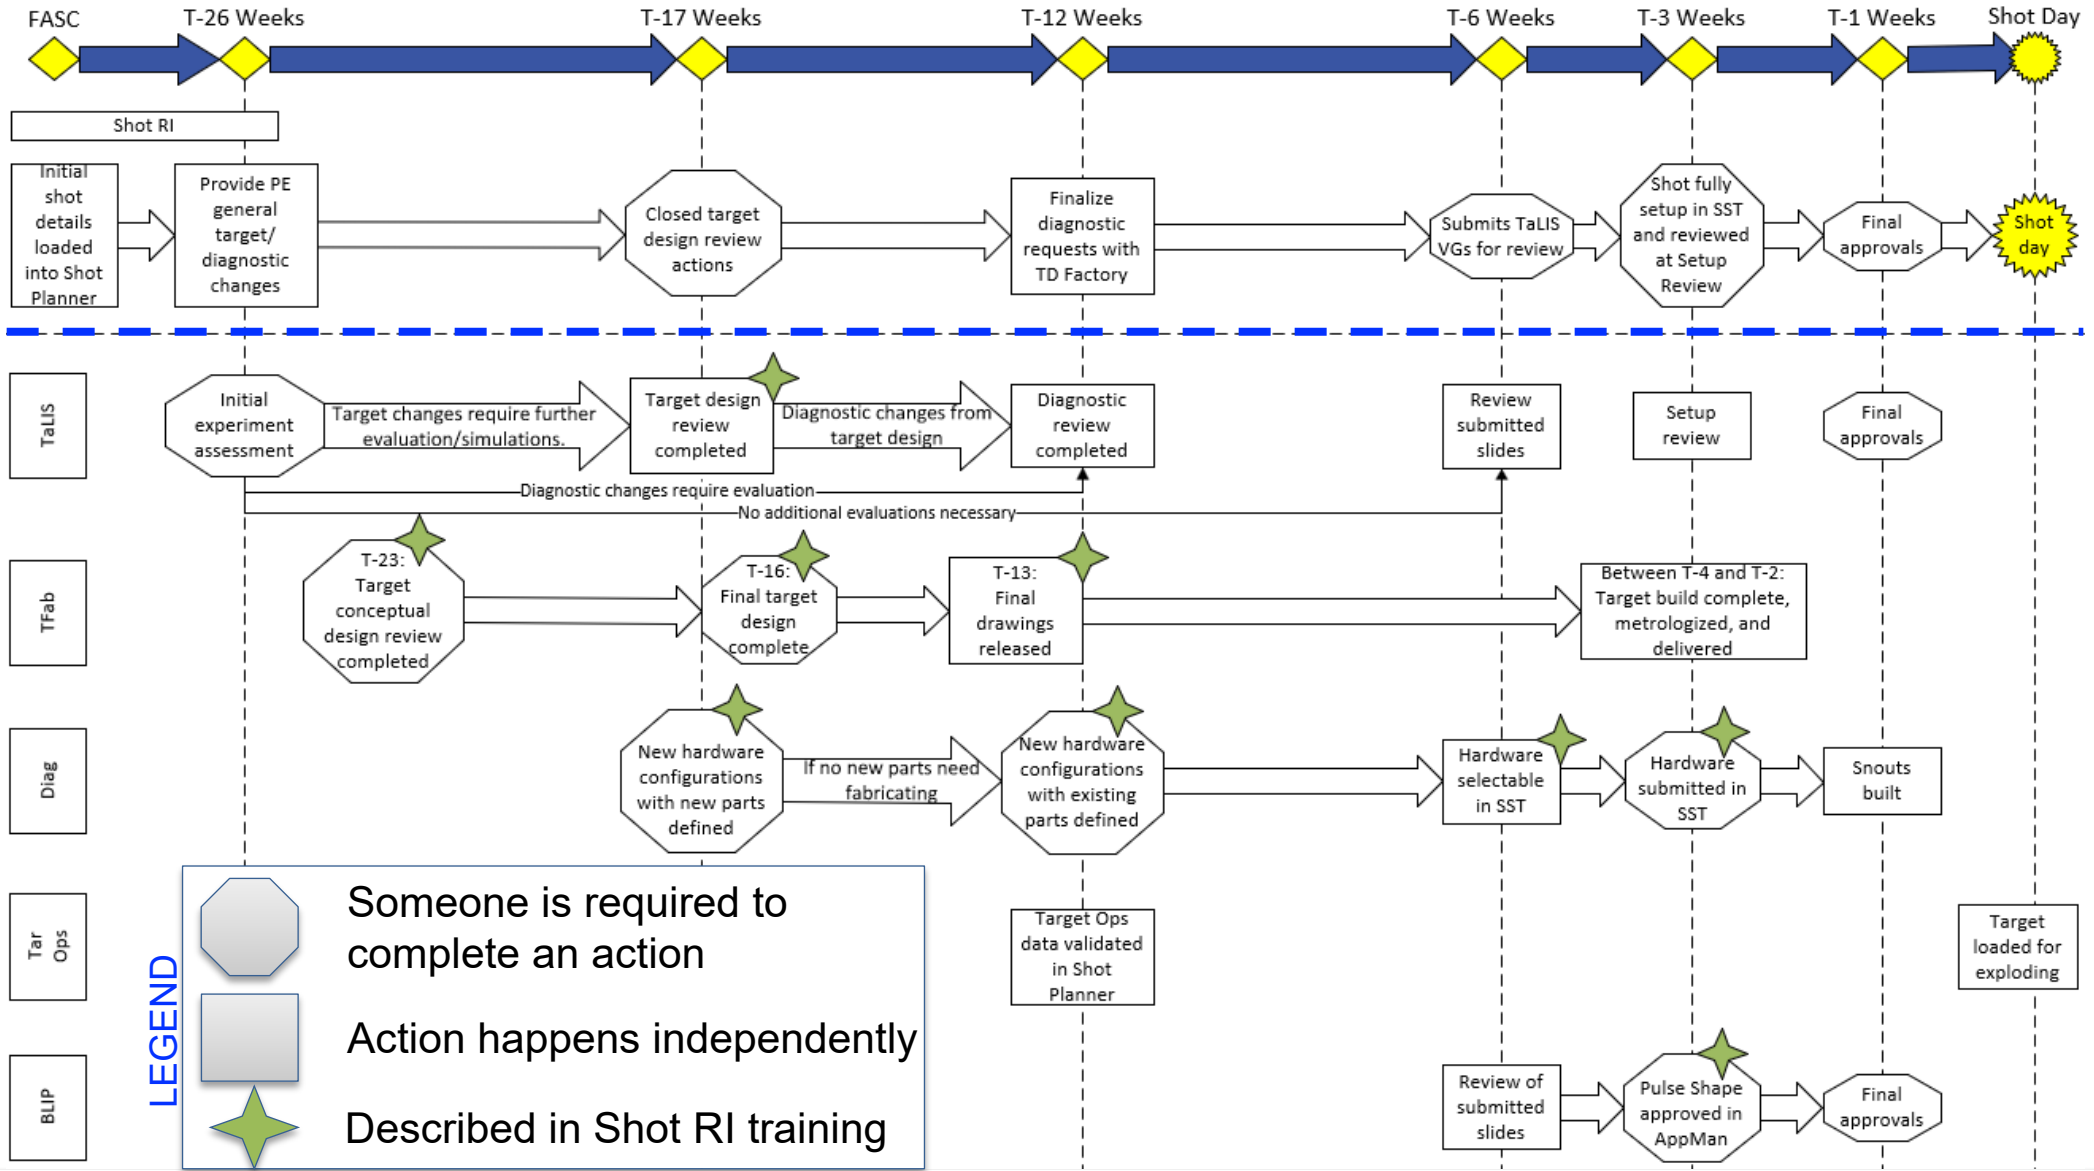 FASC
T-26 Weeks
T-17 Weeks
T-12 Weeks
T-6 Weeks
T-3 Weeks
T-1 Weeks
Shot Day
Shot RI
Initial
shot
details
loaded
into Shot
Planner
Provide PE
general
target/
diagnostic
changes
Closed target
design review
actions
Finalize
diagnostic
requests with
TD Factory
Submits TaLIS
VGs for review
Shot fully
setup in SST
and reviewed
at Setup
Review
Final
approvals
Shot
day
TaLIS
Initial
experiment
assessment
Target changes require further
evaluation/simulations.
Target design
review
completed
Diagnostic changes from
target design
Diagnostic
review
completed
Review
submitted
slides
Setup
review
Final
approvals
Diagnostic changes require evaluation
No additional evaluations necessary
TFab
T-23:
Target
conceptual
design review
completed
T-16:
Final target
design
complete
T-13:
Final
drawings
released
Between T-4 and T-2:
Target build complete,
metrologized, and
delivered
Diag
New hardware
configurations
with new parts
defined
If no new parts need
fabricating
New hardware
configurations
with existing
parts defined
Hardware
selectable
in SST
Hardware
submitted in
SST
Snouts
built
Tar
Ops
Target Ops
data validated
in Shot
Planner
Target
loaded for
exploding
BLIP
Review of
submitted
slides
Pulse Shape
approved in
AppMan
Final
approvals
LEGEND
Someone is required to
complete an action
Action happens independently
Described in Shot RI training